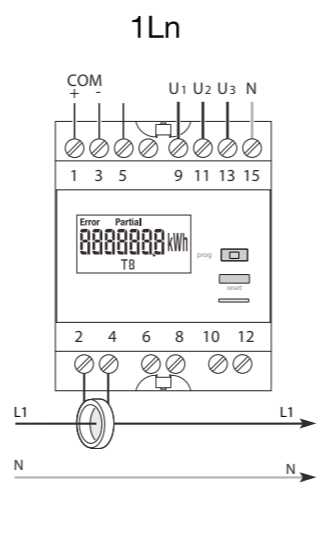 1Ln
COM
+ - U1 U2 U3 N
1 3 5 9 11 13 15
Error Partial
8888888.8 kWh
T8
prog
reset
2 4 6 8 10 12
L1 L1
N N